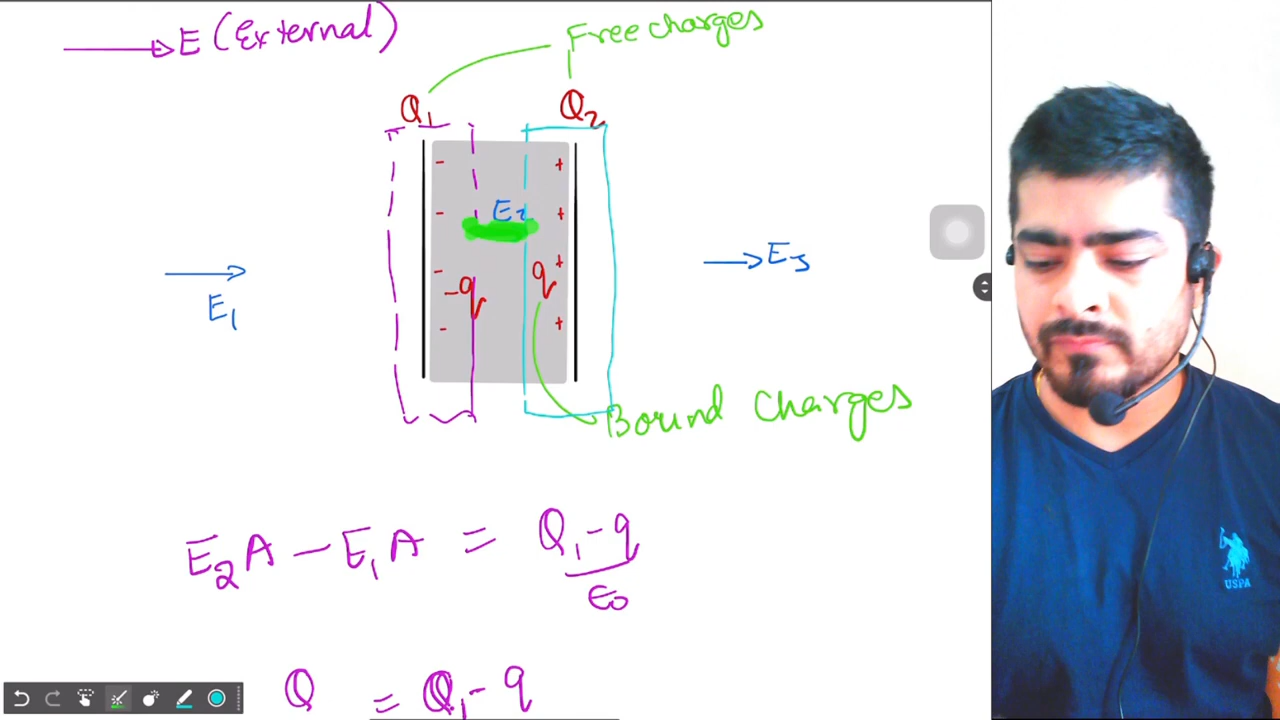 E (External)
Free charges
Q₁
Q₂
- +
- E₂ +
- +
-q q
- +
E₁
E₃
Bound charges
E₂A - E₁A = Q₁-q
ε₀
Q = Q₁-q
USPA